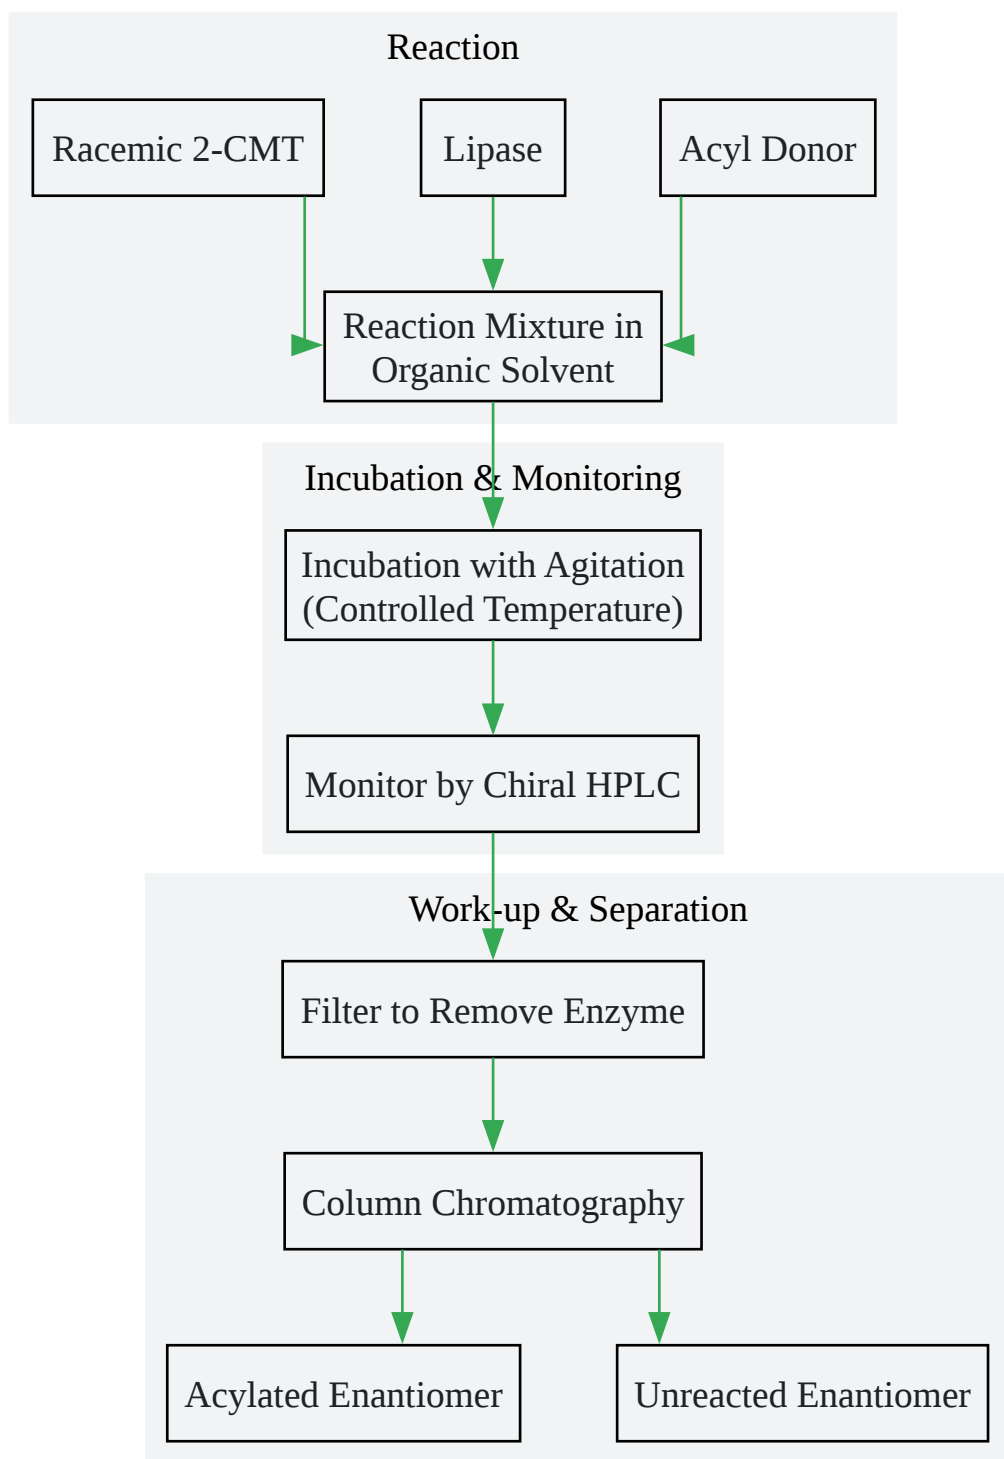 Reaction
Racemic 2-CMT
Lipase
Acyl Donor
Reaction Mixture in
Organic Solvent
Incubation & Monitoring
Incubation with Agitation
(Controlled Temperature)
Monitor by Chiral HPLC
Work-up & Separation
Filter to Remove Enzyme
Column Chromatography
Acylated Enantiomer
Unreacted Enantiomer